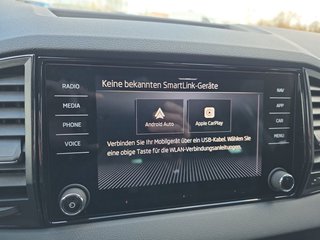 Keine bekannten SmartLink-Geräte
RADIO
MEDIA
PHONE
VOICE
Android Auto
Apple CarPlay
Verbinden Sie Ihr Mobilgerät über ein USB-Kabel. Wählen Sie
eine obige Taste für die WLAN-Verbindungsanleitungen.
NAV
APP
CAR
MENU